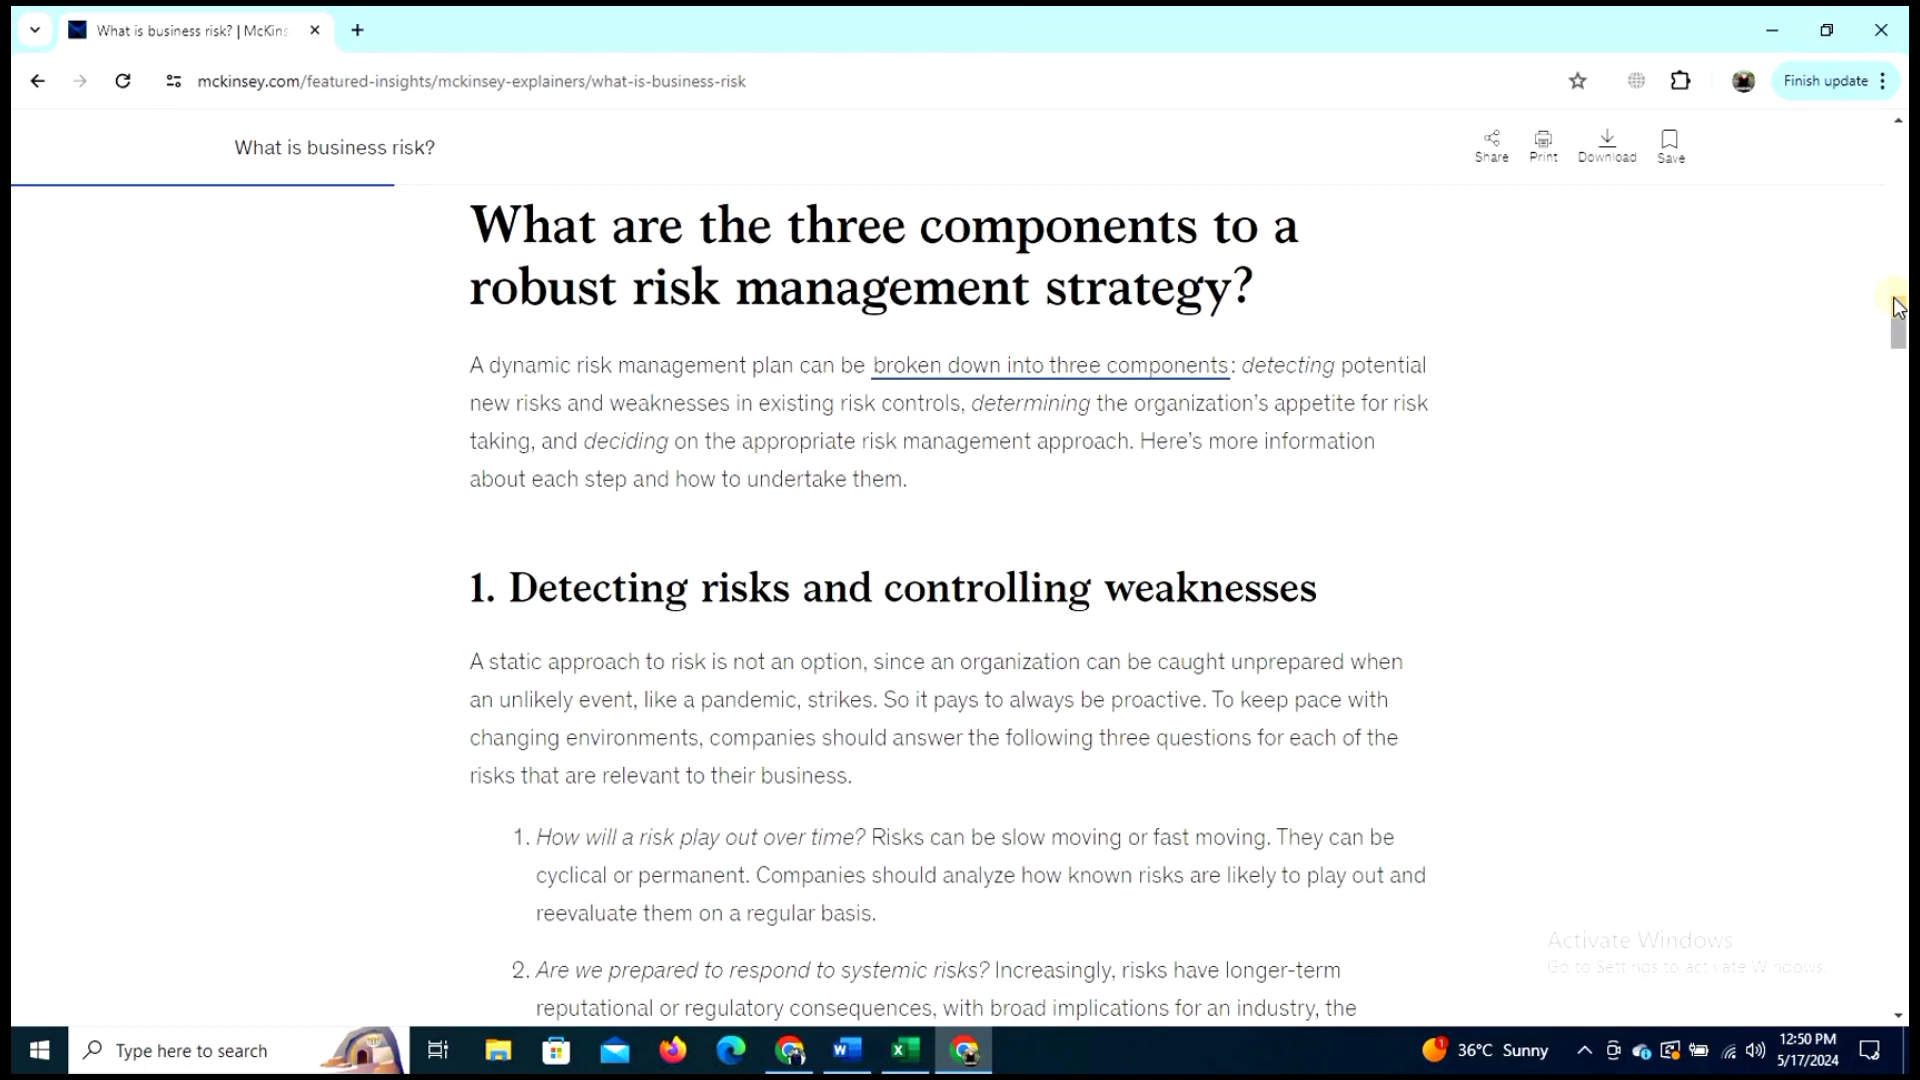 What is business risk? | McKins
mckinsey.com/featured-insights/mckinsey-explainers/what-is-business-risk
Finish update
What is business risk?
Share
Print
Download
Save
What are the three components to a
robust risk management strategy?
A dynamic risk management plan can be broken down into three components: detecting potential
new risks and weaknesses in existing risk controls, determining the organization’s appetite for risk
taking, and deciding on the appropriate risk management approach. Here’s more information
about each step and how to undertake them.
1. Detecting risks and controlling weaknesses
A static approach to risk is not an option, since an organization can be caught unprepared when
an unlikely event, like a pandemic, strikes. So it pays to always be proactive. To keep pace with
changing environments, companies should answer the following three questions for each of the
risks that are relevant to their business.
1. How will a risk play out over time? Risks can be slow moving or fast moving. They can be
cyclical or permanent. Companies should analyze how known risks are likely to play out and
reevaluate them on a regular basis.
2. Are we prepared to respond to systemic risks? Increasingly, risks have longer-term
reputational or regulatory consequences, with broad implications for an industry, the
Activate Windows
Go to Settings to activate Windows.
Type here to search
36°C Sunny
12:50 PM
5/17/2024